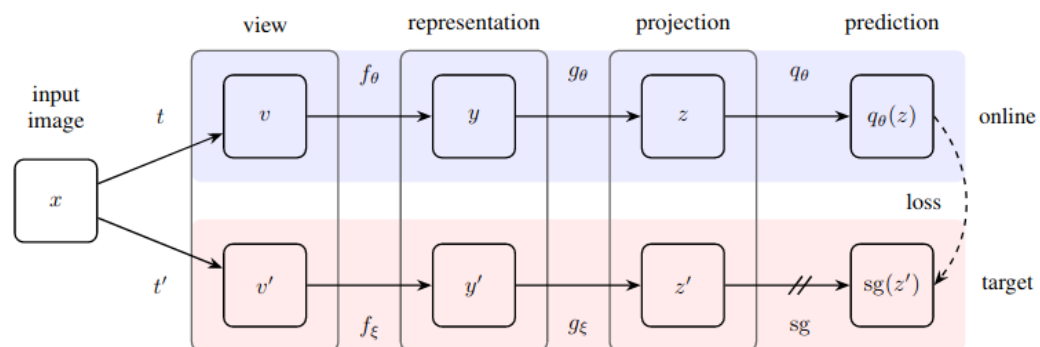 view representation projection prediction
input
image
t f_θ g_θ q_θ
v y z q_θ(z) online
x
loss
t′ v′ y′ z′ sg(z′) target
f_ξ g_ξ sg